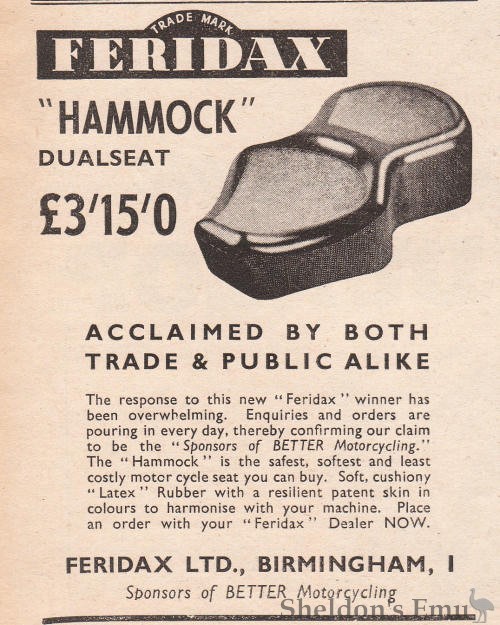 TRADE MARK
FERIDAX
"HAMMOCK"
DUALSEAT
£3'15'0
ACCLAIMED BY BOTH
TRADE & PUBLIC ALIKE
The response to this new "Feridax" winner has
been overwhelming. Enquiries and orders are
pouring in every day, thereby confirming our claim
to be the "Sponsors of BETTER Motorcycling."
The "Hammock" is the safest, softest and least
costly motor cycle seat you can buy. Soft, cushiony
"Latex" Rubber with a resilient patent skin in
colours to harmonise with your machine. Place
an order with your "Feridax" Dealer NOW.
FERIDAX LTD., BIRMINGHAM, 1
Sponsors of BETTER Motorcycling
Sheldon's Emu